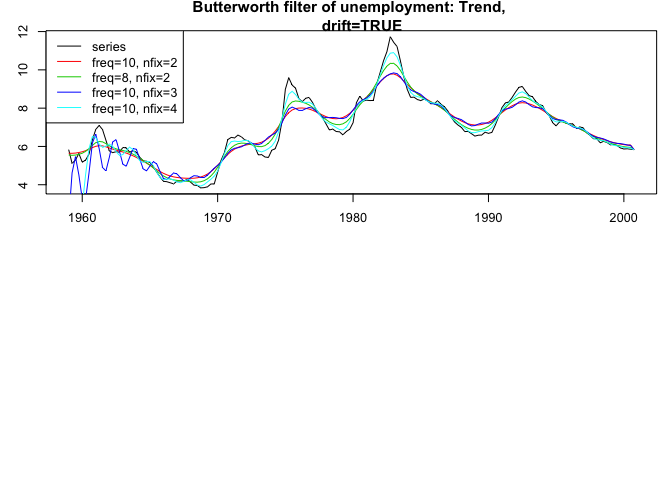 Butterworth filter of unemployment: Trend,
drift=TRUE
12
10
8
6
4
series
freq=10, nfix=2
freq=8, nfix=2
freq=10, nfix=3
freq=10, nfix=4
1960 1970 1980 1990 2000